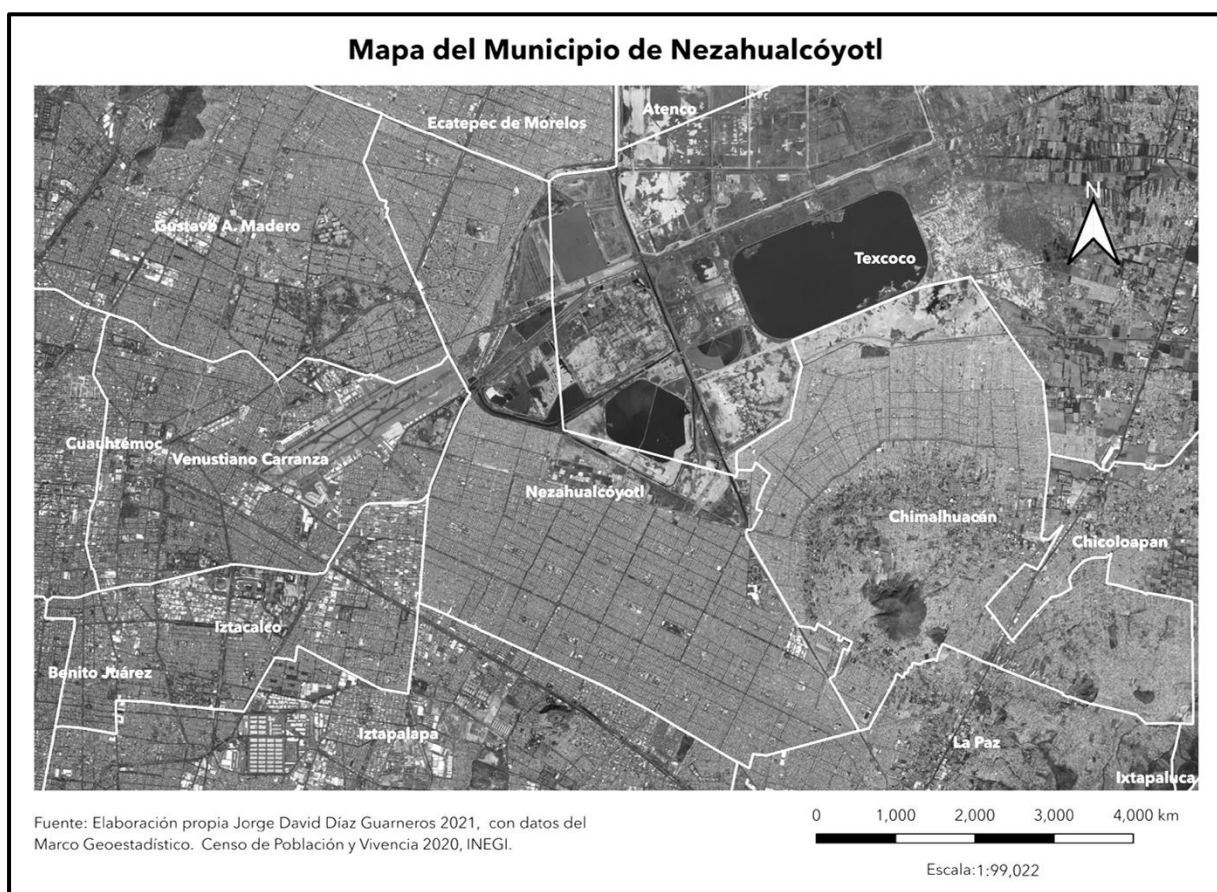 Mapa del Municipio de Nezahualcóyotl
Ecatepec de Morelos
Atenco
N
Gustavo A. Madero
Texcoco
Cuauhtémoc
Venustiano Carranza
Nezahualcóyotl
Chimalhuacán
Chicoloapan
Iztacalco
Benito Juárez
Iztapalapa
La Paz
Ixtapaluca
Fuente: Elaboración propia Jorge David Díaz Guarneros 2021, con datos del
Marco Geoestadístico. Censo de Población y Vivencia 2020, INEGI.
0 1,000 2,000 3,000 4,000 km
Escala:1:99,022